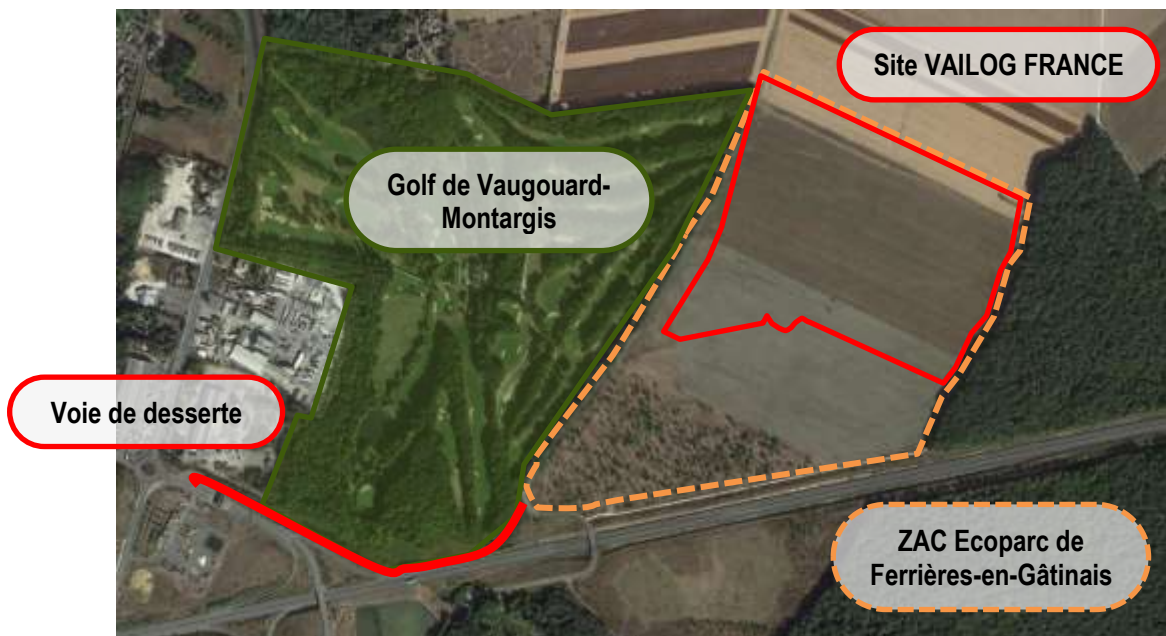 Site VAILOG FRANCE
Golf de Vaugouard-
Montargis
Voie de desserte
ZAC Ecoparc de
Ferrières-en-Gâtinais